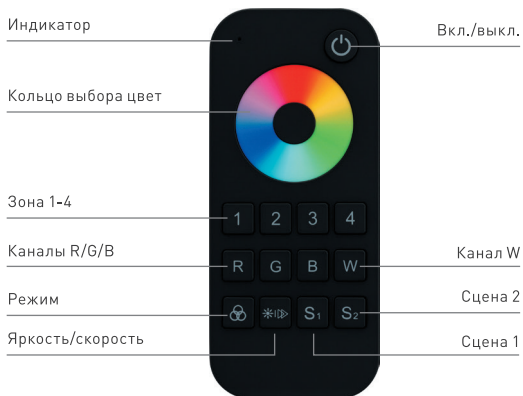 Индикатор
Вкл./выкл.
Кольцо выбора цвет
Зона 1-4
1 2 3 4
Каналы R/G/B
R G B W
Канал W
Режим
S1 S2
Сцена 2
Яркость/скорость
Сцена 1